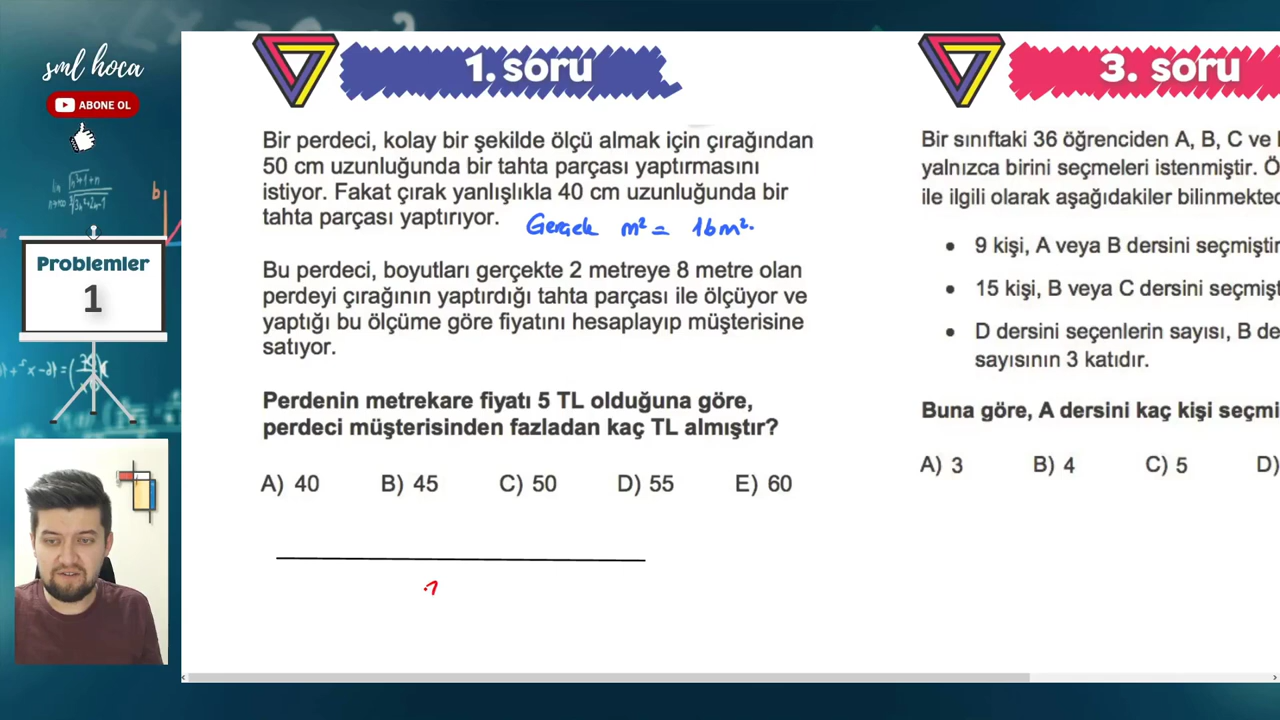 sml hoca
ABONE OL
Problemler
1
1. soru
Bir perdeci, kolay bir şekilde ölçü almak için çırağından
50 cm uzunluğunda bir tahta parçası yaptırmasını
istiyor. Fakat çırak yanlışlıkla 40 cm uzunluğunda bir
tahta parçası yaptırıyor.
Gerçek m² = 16m².
Bu perdeci, boyutları gerçekte 2 metreye 8 metre olan
perdeyi çırağının yaptırdığı tahta parçası ile ölçüyor ve
yaptığı bu ölçüme göre fiyatını hesaplayıp müşterisine
satıyor.
Perdenin metrekare fiyatı 5 TL olduğuna göre,
perdeci müşterisinden fazladan kaç TL almıştır?
A) 40 B) 45 C) 50 D) 55 E) 60
3. soru
Bir sınıftaki 36 öğrenciden A, B, C ve
yalnızca birini seçmeleri istenmiştir. Ö
ile ilgili olarak aşağıdakiler bilinmekted
• 9 kişi, A veya B dersini seçmiştir
• 15 kişi, B veya C dersini seçmişt
• D dersini seçenlerin sayısı, B de
sayısının 3 katıdır.
Buna göre, A dersini kaç kişi seçmi
A) 3 B) 4 C) 5 D)